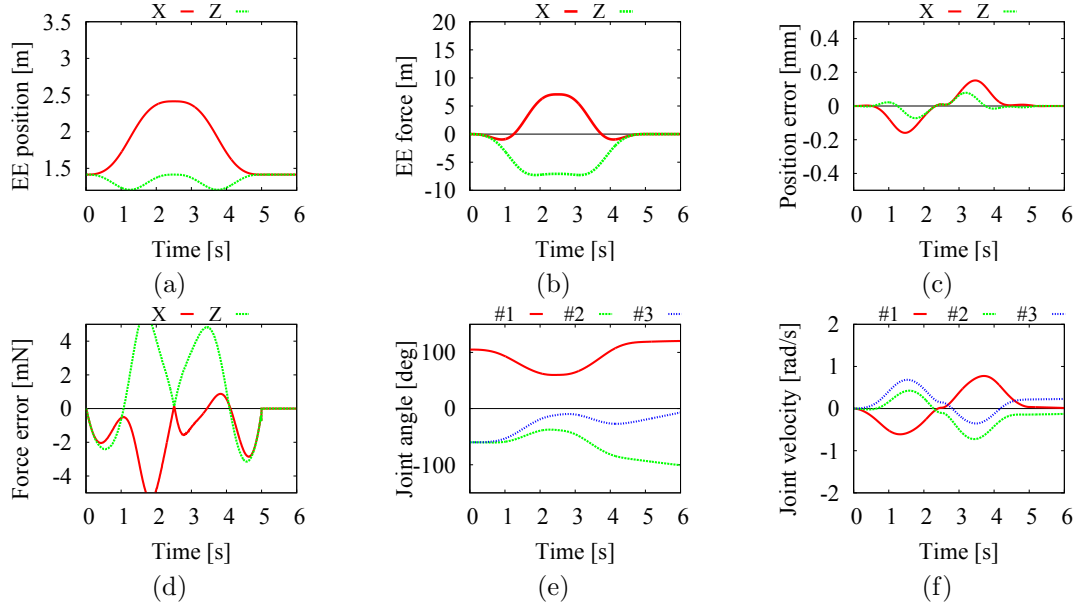 X Z
EE position [m]
3.5
3
2.5
2
1.5
0 1 2 3 4 5 6
Time [s]
(a)
X Z
EE force [m]
20
15
10
5
0
-5
-10
0 1 2 3 4 5 6
Time [s]
(b)
X Z
Position error [mm]
0.4
0.2
0
-0.2
-0.4
0 1 2 3 4 5 6
Time [s]
(c)
X Z
Force error [mN]
4
2
0
-2
-4
0 1 2 3 4 5 6
Time [s]
(d)
#1 #2 #3
Joint angle [deg]
100
0
-100
0 1 2 3 4 5 6
Time [s]
(e)
#1 #2 #3
Joint velocity [rad/s]
2
1
0
-1
-2
0 1 2 3 4 5 6
Time [s]
(f)